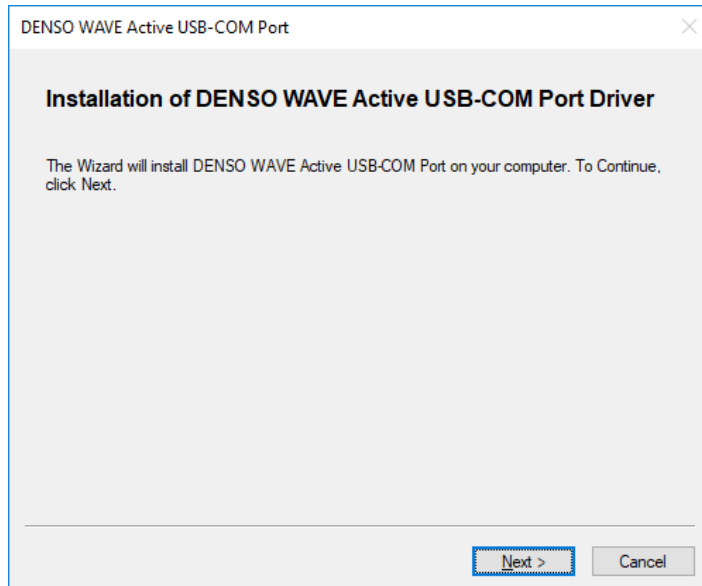 DENSO WAVE Active USB-COM Port
Installation of DENSO WAVE Active USB-COM Port Driver
The Wizard will install DENSO WAVE Active USB-COM Port on your computer. To Continue,
click Next.
Next >
Cancel